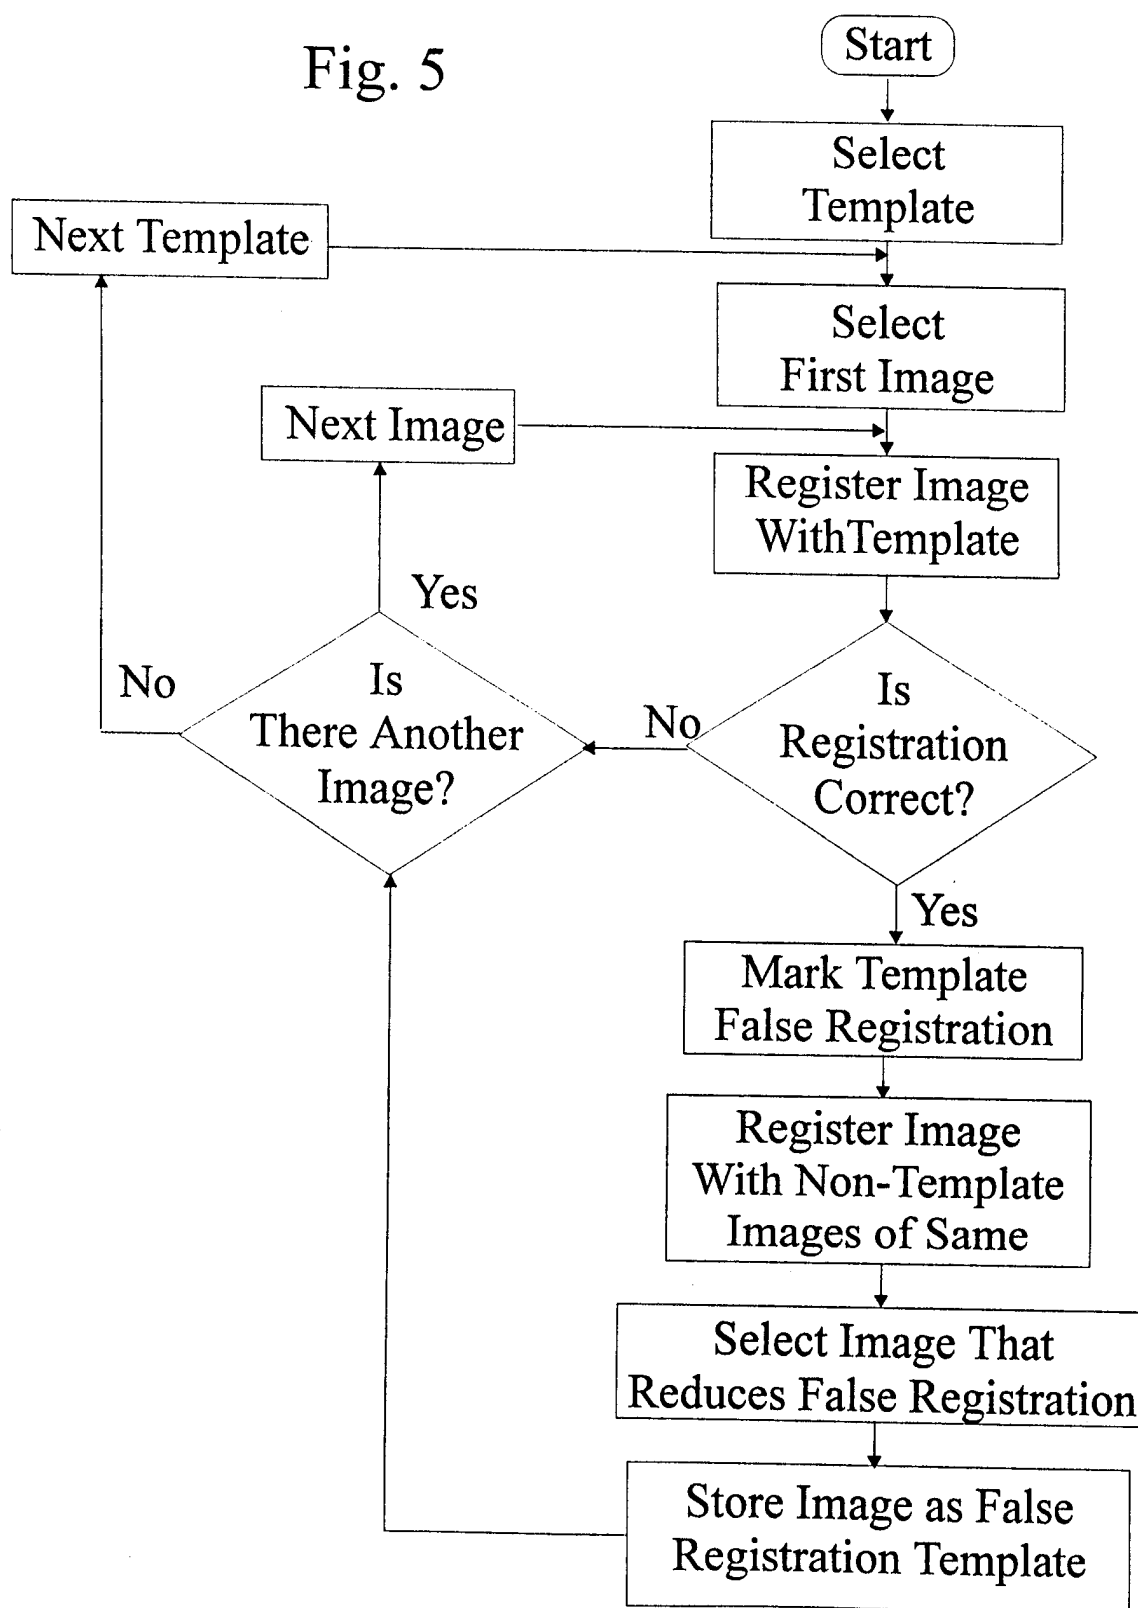 Fig. 5
Start
Select
Template
Next Template
Select
First Image
Next Image
Register Image
WithTemplate
Yes
Is
There Another
Image?
No
Is
Registration
Correct?
No
Yes
Mark Template
False Registration
Register Image
With Non-Template
Images of Same
Select Image That
Reduces False Registration
Store Image as False
Registration Template